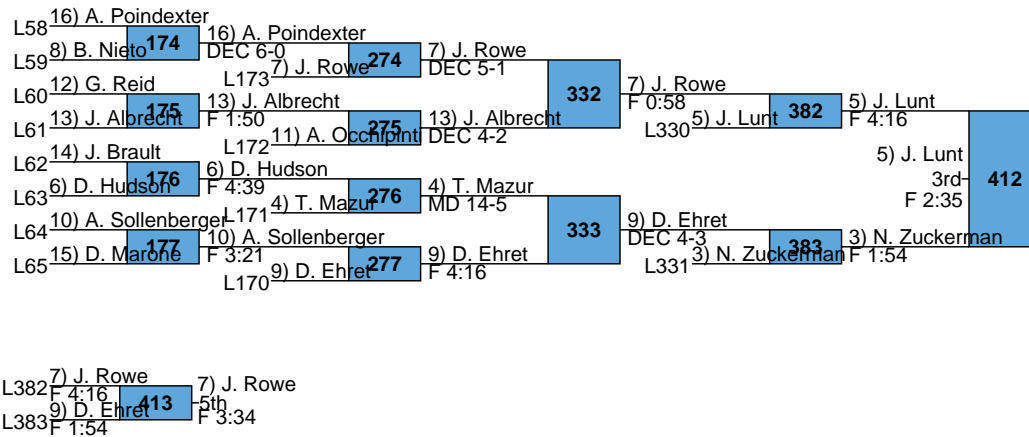 L58
16) A. Poindexter
L59
8) B. Nieto
174
16) A. Poindexter
DEC 6-0
L173
7) J. Rowe
274
7) J. Rowe
DEC 5-1
L60
12) G. Reid
L61
13) J. Albrecht
175
13) J. Albrecht
F 1:50
L172
11) A. Occhipinti
275
13) J. Albrecht
DEC 4-2
332
7) J. Rowe
F 0:58
L330
5) J. Lunt
382
5) J. Lunt
F 4:16
L62
14) J. Brault
L63
6) D. Hudson
176
6) D. Hudson
F 4:39
L171
4) T. Mazur
276
4) T. Mazur
MD 14-5
L64
10) A. Sollenberger
L65
15) D. Marone
177
10) A. Sollenberger
F 3:21
L170
9) D. Ehret
277
9) D. Ehret
F 4:16
333
9) D. Ehret
DEC 4-3
L331
3) N. Zuckerman
383
3) N. Zuckerman
F 1:54
5) J. Lunt
3rd
F 2:35
412
L382
7) J. Rowe
F 4:16
L383
9) D. Ehret
F 1:54
413
7) J. Rowe
5th
F 3:34